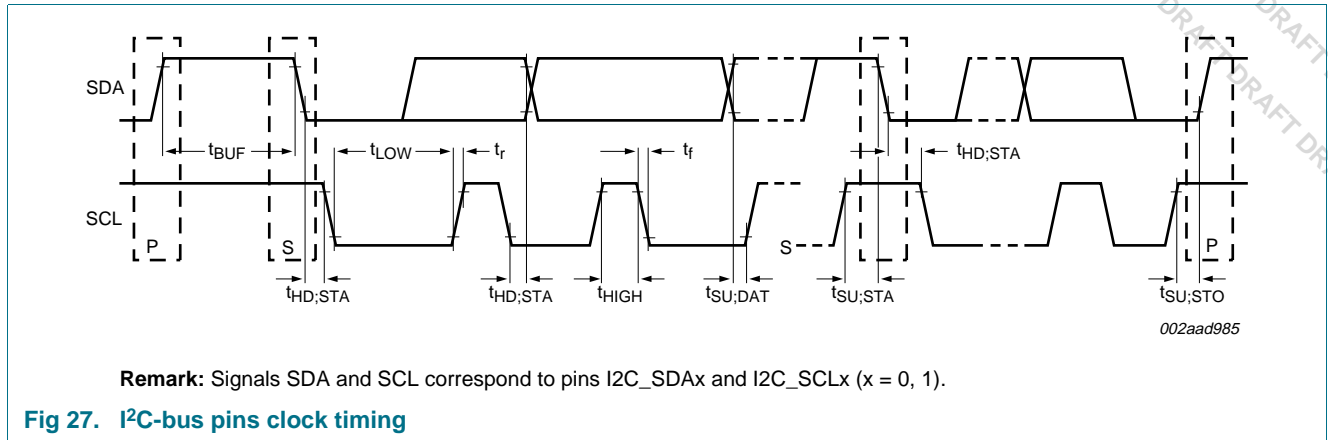 DRAFT DRAFT
DRAFT DRAFT DR
SDA
tBUF
tLOW
tr
tf
tHD;STA
SCL
P
S
S
P
tHD;STA
tHD;STA
tHIGH
tSU;DAT
tSU;STA
tSU;STO
002aad985
Remark: Signals SDA and SCL correspond to pins I2C_SDAx and I2C_SCLx (x = 0, 1).
Fig 27. I²C-bus pins clock timing